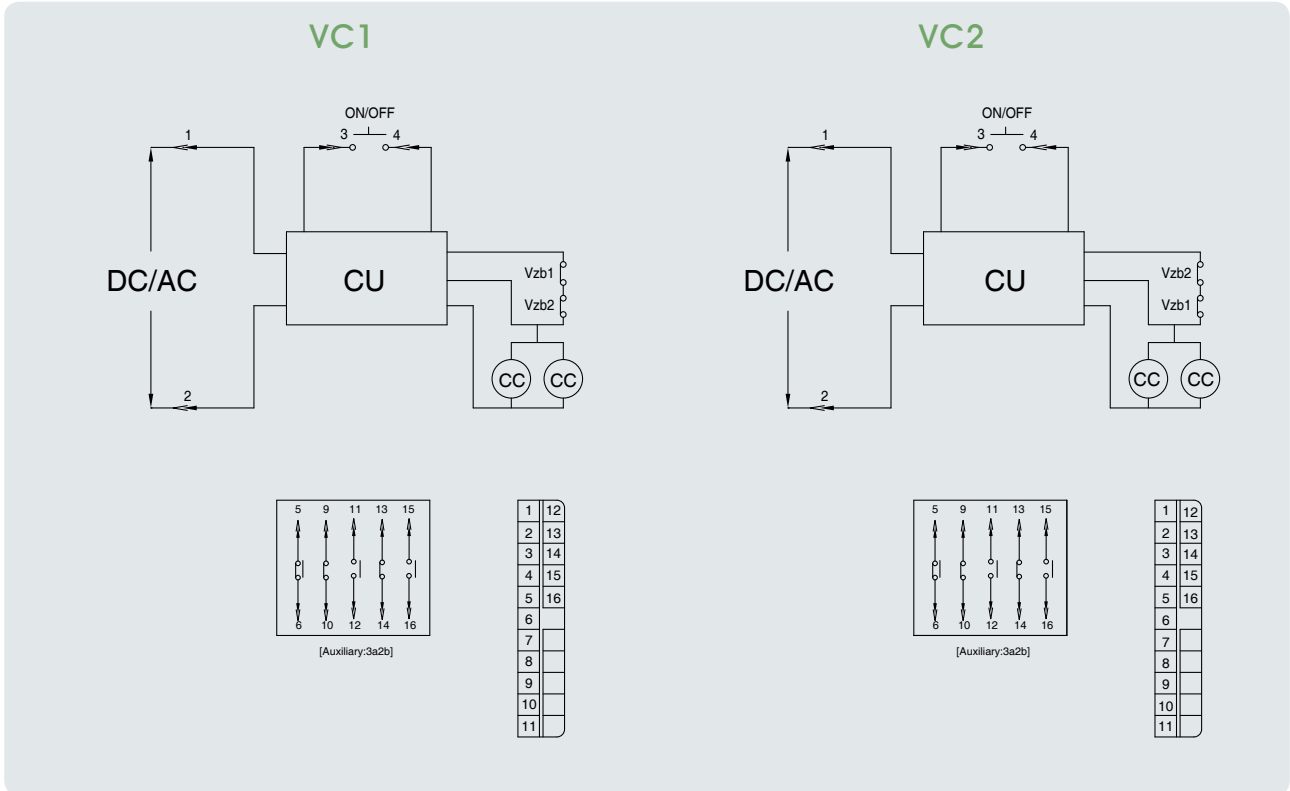 VC1
ON/OFF
3 4
1
DC/AC
CU
Vzb1
Vzb2
CC CC
2
5 9 11 13 15
6 10 12 14 16
[Auxiliary:3a2b]
1 12
2 13
3 14
4 15
5 16
6
7
8
9
10
11
VC2
ON/OFF
3 4
1
DC/AC
CU
Vzb2
Vzb1
CC CC
2
5 9 11 13 15
6 10 12 14 16
[Auxiliary:3a2b]
1 12
2 13
3 14
4 15
5 16
6
7
8
9
10
11